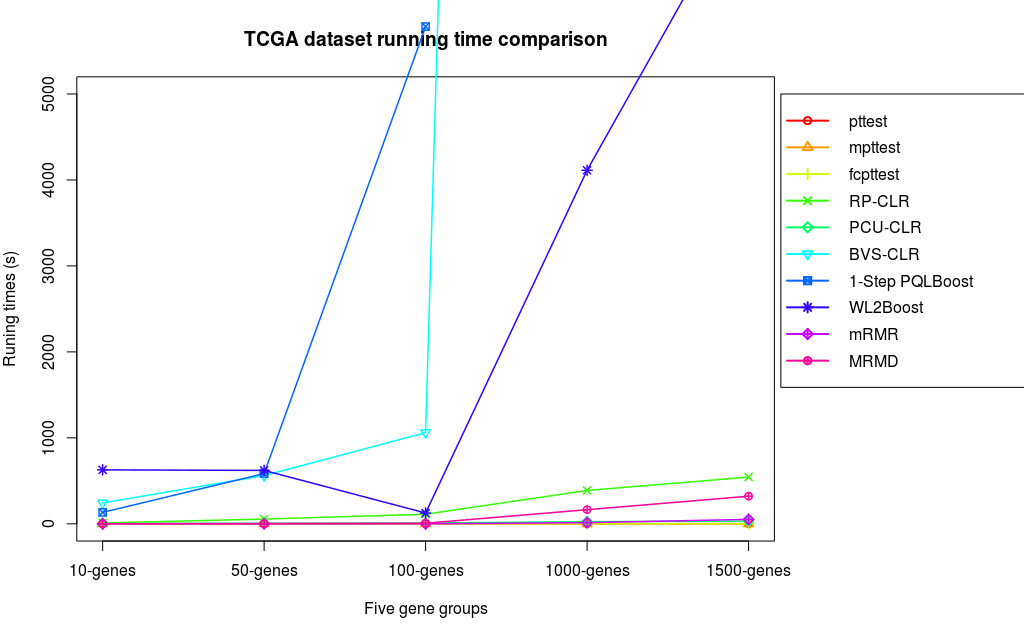 TCGA dataset running time comparison
5000
4000
3000
2000
1000
0
Runing times (s)
10-genes
50-genes
100-genes
1000-genes
1500-genes
Five gene groups
pttest
mpttest
fcpttest
RP-CLR
PCU-CLR
BVS-CLR
1-Step PQLBoost
WL2Boost
mRMR
MRMD